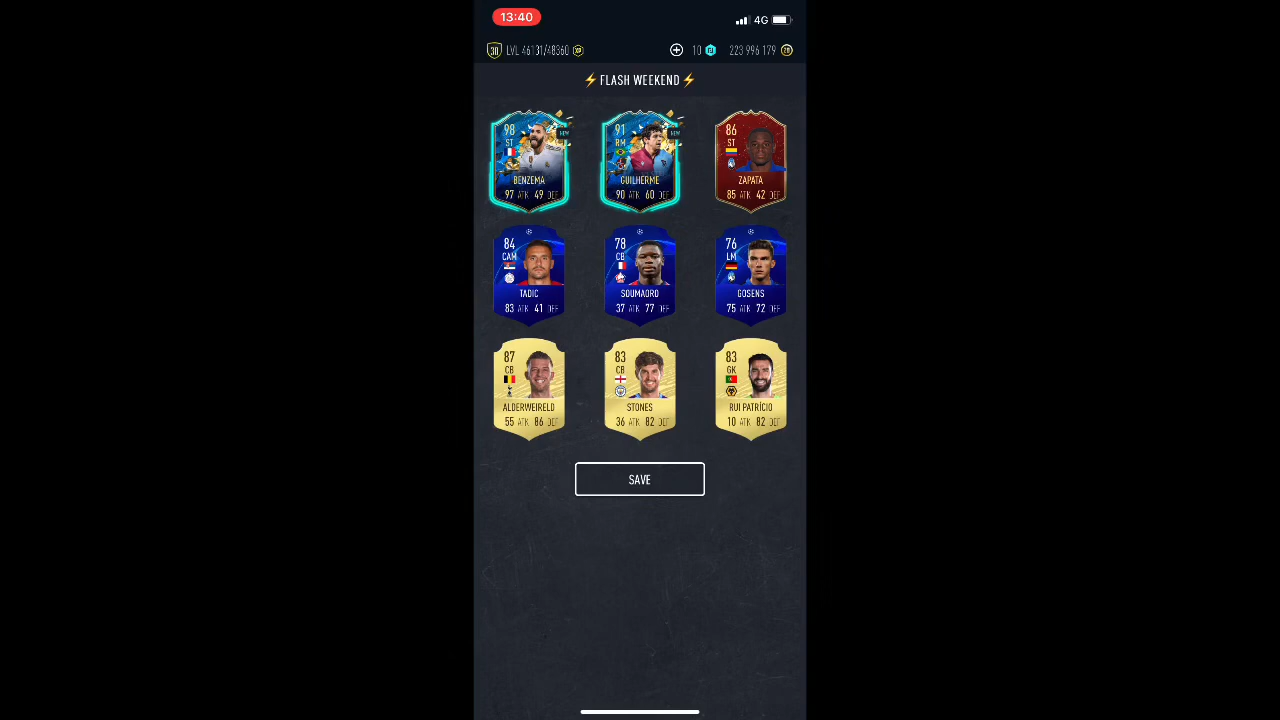 13:40
4G
30 LVL 46131/48360
10 223 996 179
⚡FLASH WEEKEND⚡
98 NEW
ST
BENZEMA
97 ATK 49 DEF
91 NEW
RM
GUILHERME
90 ATK 60 DEF
86
ST
ZAPATA
85 ATK 42 DEF
84
CAM
TADIC
83 ATK 41 DEF
78
CB
SOUMAORO
37 ATK 77 DEF
76
LM
GOSENS
75 ATK 72 DEF
87
CB
ALDERWEIRELD
55 ATK 86 DEF
83
CB
STONES
36 ATK 82 DEF
83
GK
RUI PATRÍCIO
10 ATK 82 DEF
SAVE